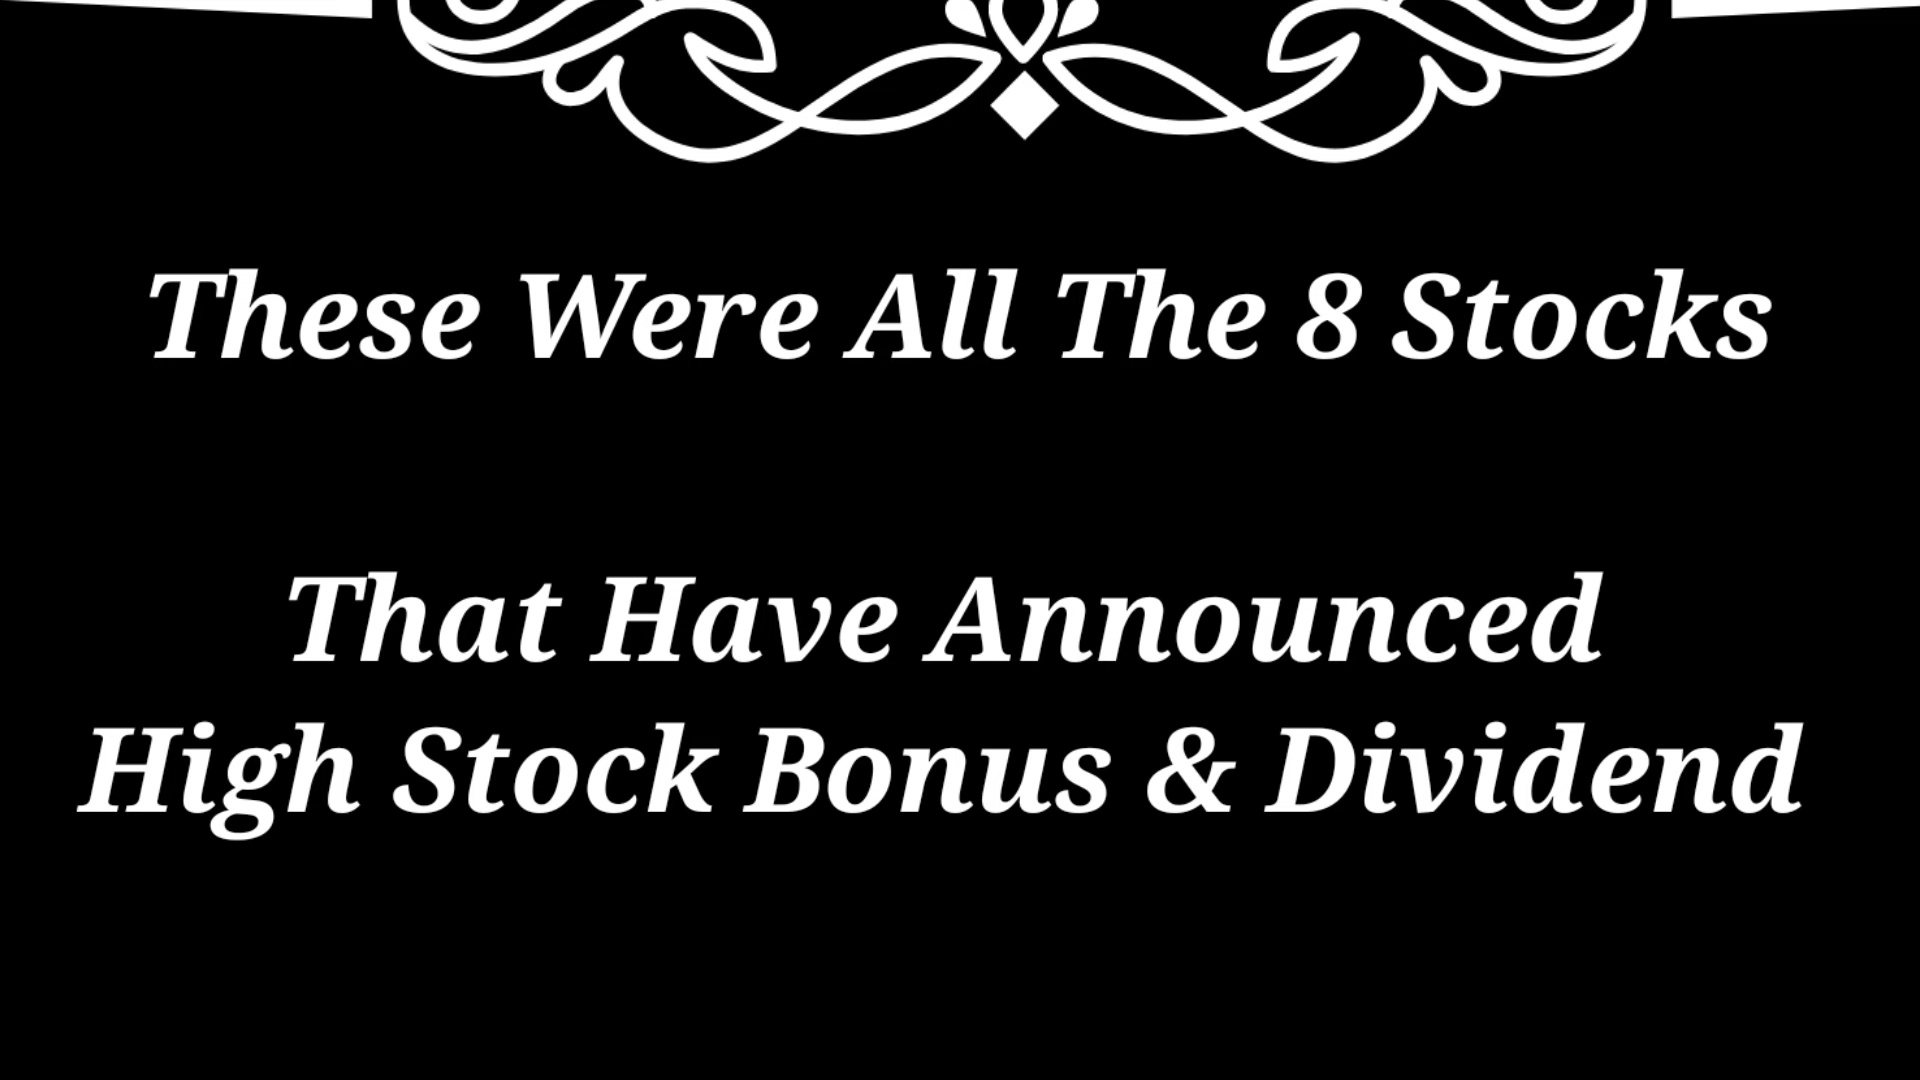 These Were All The 8 Stocks
That Have Announced
High Stock Bonus & Dividend